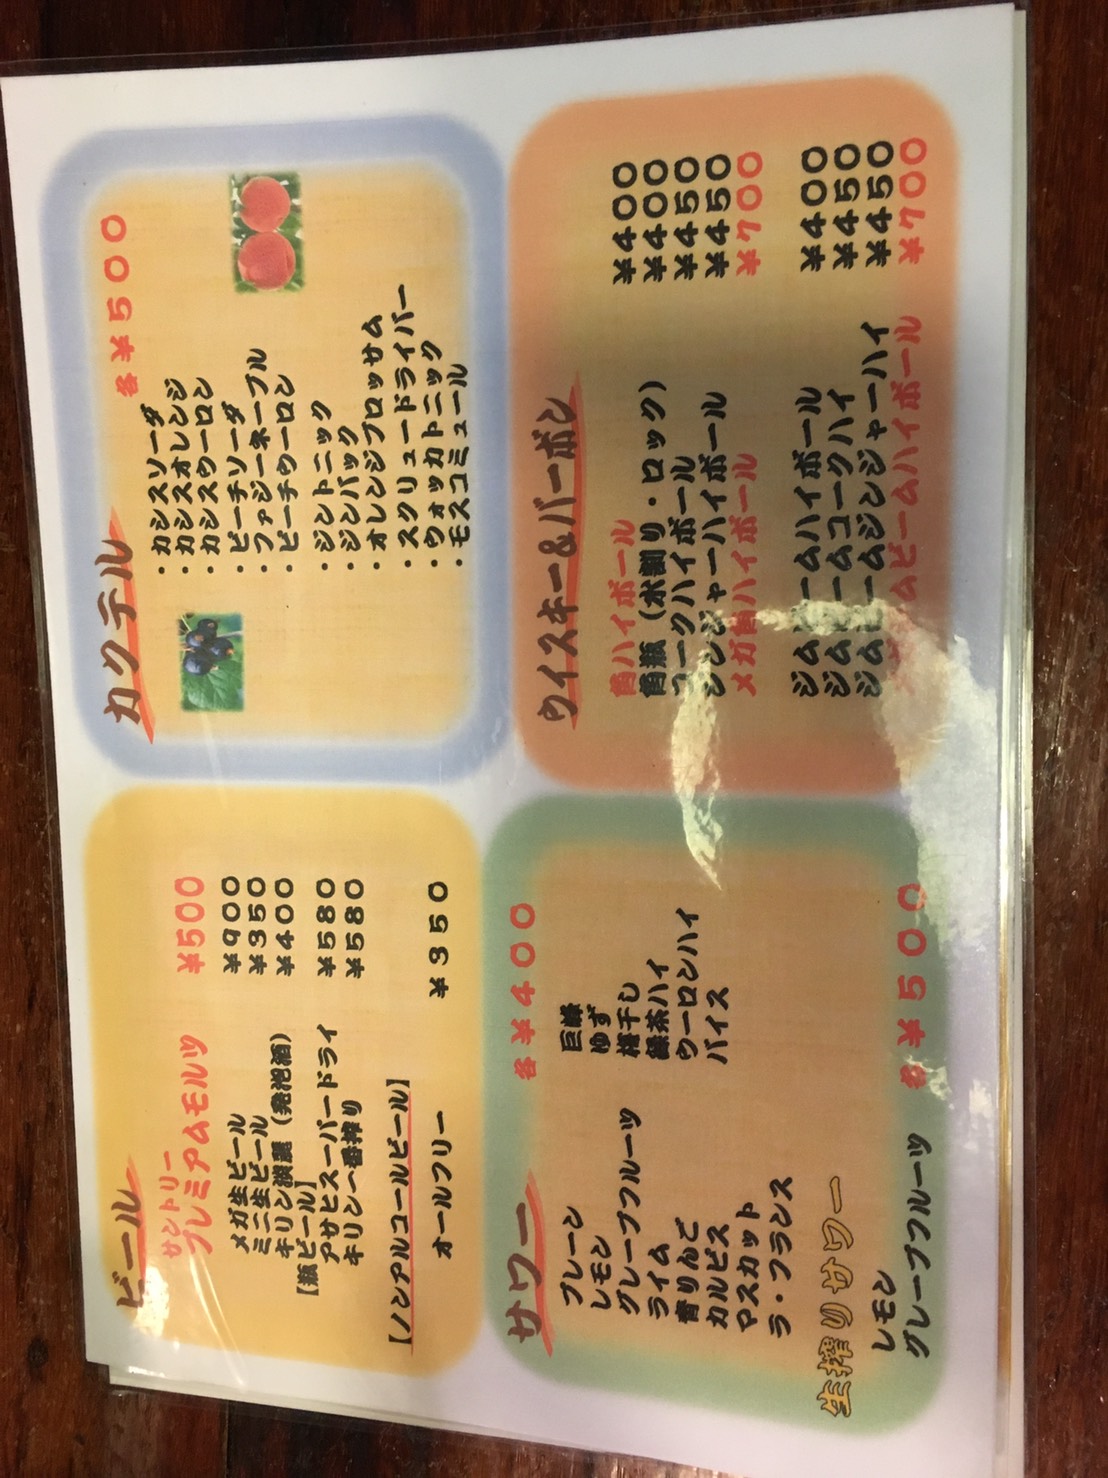 ビール
サントリー
プレミアムモルツ ¥500
メガ生ビール ¥900
ミニ生ビール ¥350
キリン淡麗（発泡酒） ¥400
【瓶ビール】
アサヒスーパードライ ¥580
キリン一番搾り ¥580
【ノンアルコールビール】
オールフリー ¥350
カクテル 各¥500
・カシスソーダ
・カシスオレンジ
・カシスウーロン
・ピーチソーダ
・ファジーネーブル
・ピーチウーロン
・ジントニック
・ジンバック
・オレンジブロッサム
・スクリュードライバー
・ウォッカトニック
・モスコミュール
サワー 各¥400
プレーン
レモン
グレープフルーツ
ライム
青りんご
カルピス
マスカット
ラ・フランス
巨峰
ゆず
梅干し
緑茶ハイ
ウーロンハイ
バイス
生搾りサワー 各¥500
レモン
グレープフルーツ
ウイスキー&バーボン
角ハイボール ¥400
角瓶（水割り・ロック） ¥400
コークハイボール ¥450
ジンジャーハイボール ¥450
メガ角ハイボール ¥700
ジムビームハイボール ¥400
ジムビームコークハイ ¥450
ジムビームジンジャーハイ ¥450
ムビームハイボール ¥700